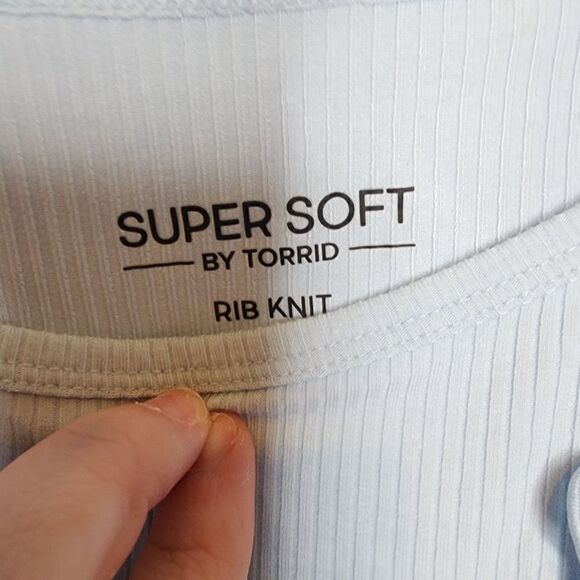 SUPER SOFT
BY TORRID
RIB KNIT